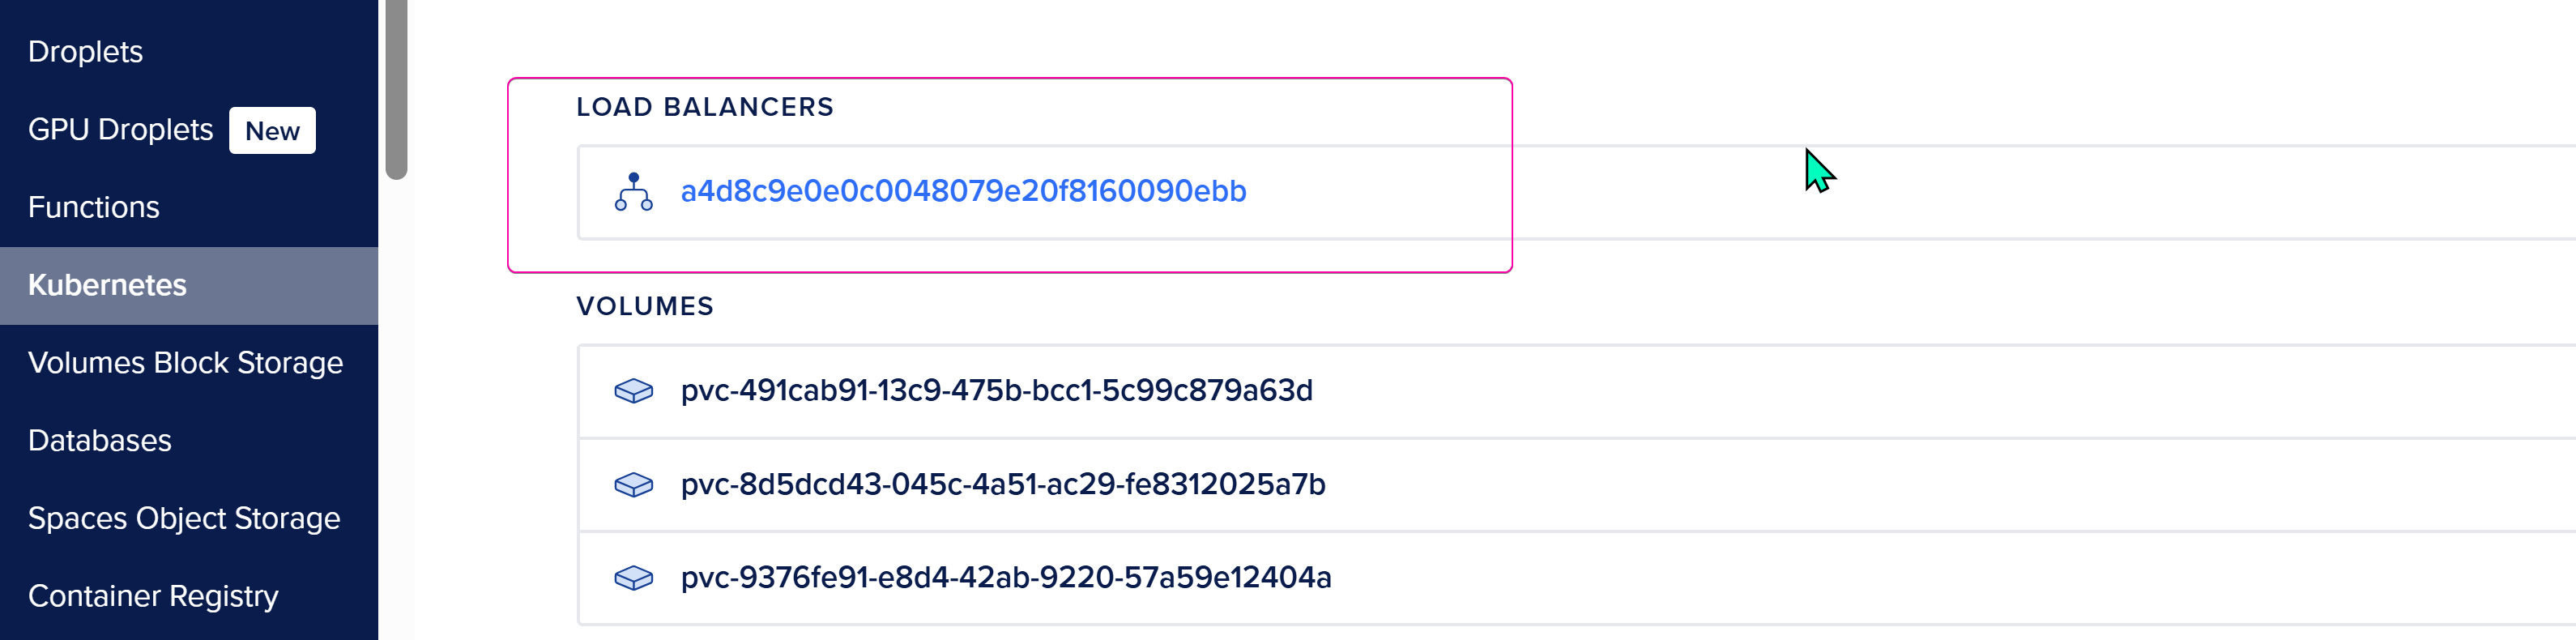 Droplets
GPU Droplets New
Functions
Kubernetes
Volumes Block Storage
Databases
Spaces Object Storage
Container Registry
LOAD BALANCERS
a4d8c9e0e0c0048079e20f8160090ebb
VOLUMES
pvc-491cab91-13c9-475b-bcc1-5c99c879a63d
pvc-8d5dcd43-045c-4a51-ac29-fe8312025a7b
pvc-9376fe91-e8d4-42ab-9220-57a59e12404a